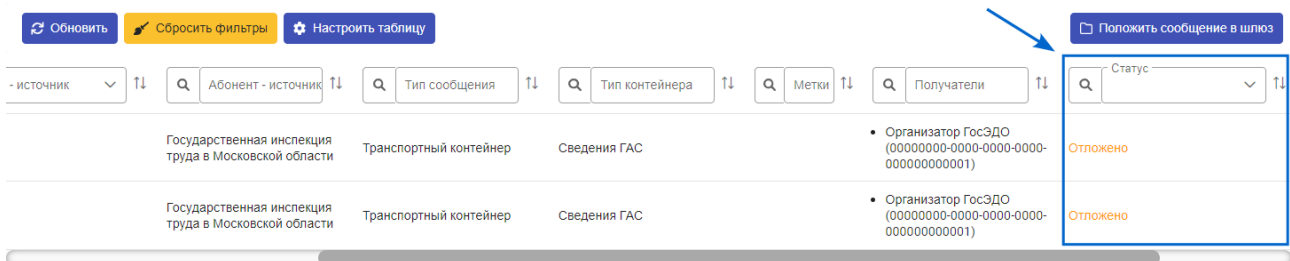 Обновить
Сбросить фильтры
Настроить таблицу
Положить сообщение в шлюз
- источник
Абонент - источник
Тип сообщения
Тип контейнера
Метки
Получатели
Статус
Государственная инспекция
труда в Московской области
Транспортный контейнер
Сведения ГАС
• Организатор ГосЭДО
(00000000-0000-0000-0000-
000000000001)
Отложено
Государственная инспекция
труда в Московской области
Транспортный контейнер
Сведения ГАС
• Организатор ГосЭДО
(00000000-0000-0000-0000-
000000000001)
Отложено